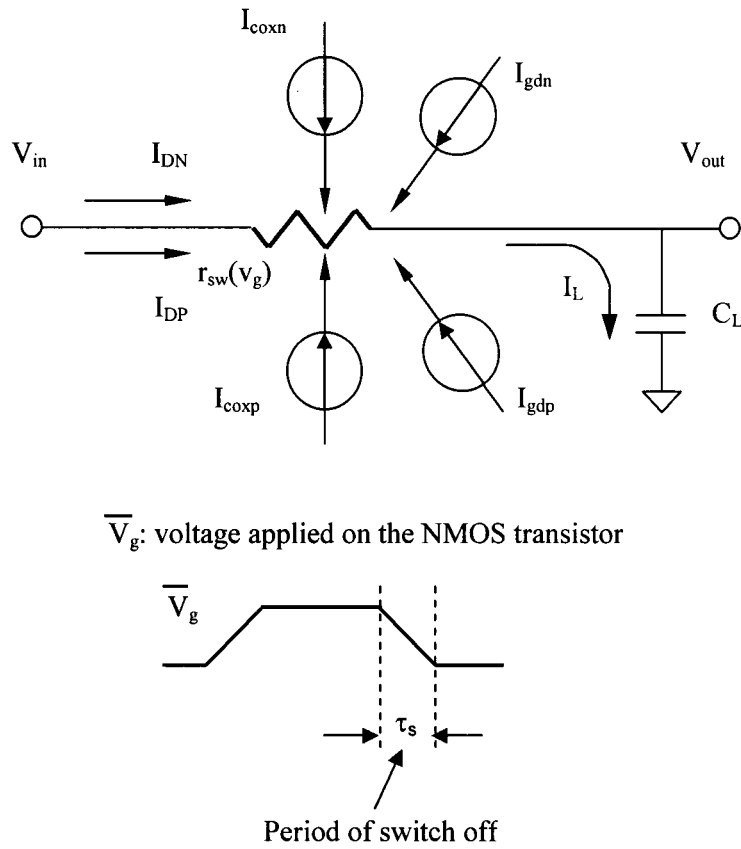 I_coxn
I_gdn
V_in
I_DN
V_out
r_sw(v_g)
I_DP
I_L
C_L
I_coxp
I_gdp
V̅_g: voltage applied on the NMOS transistor
V̅_g
τ_s
Period of switch off